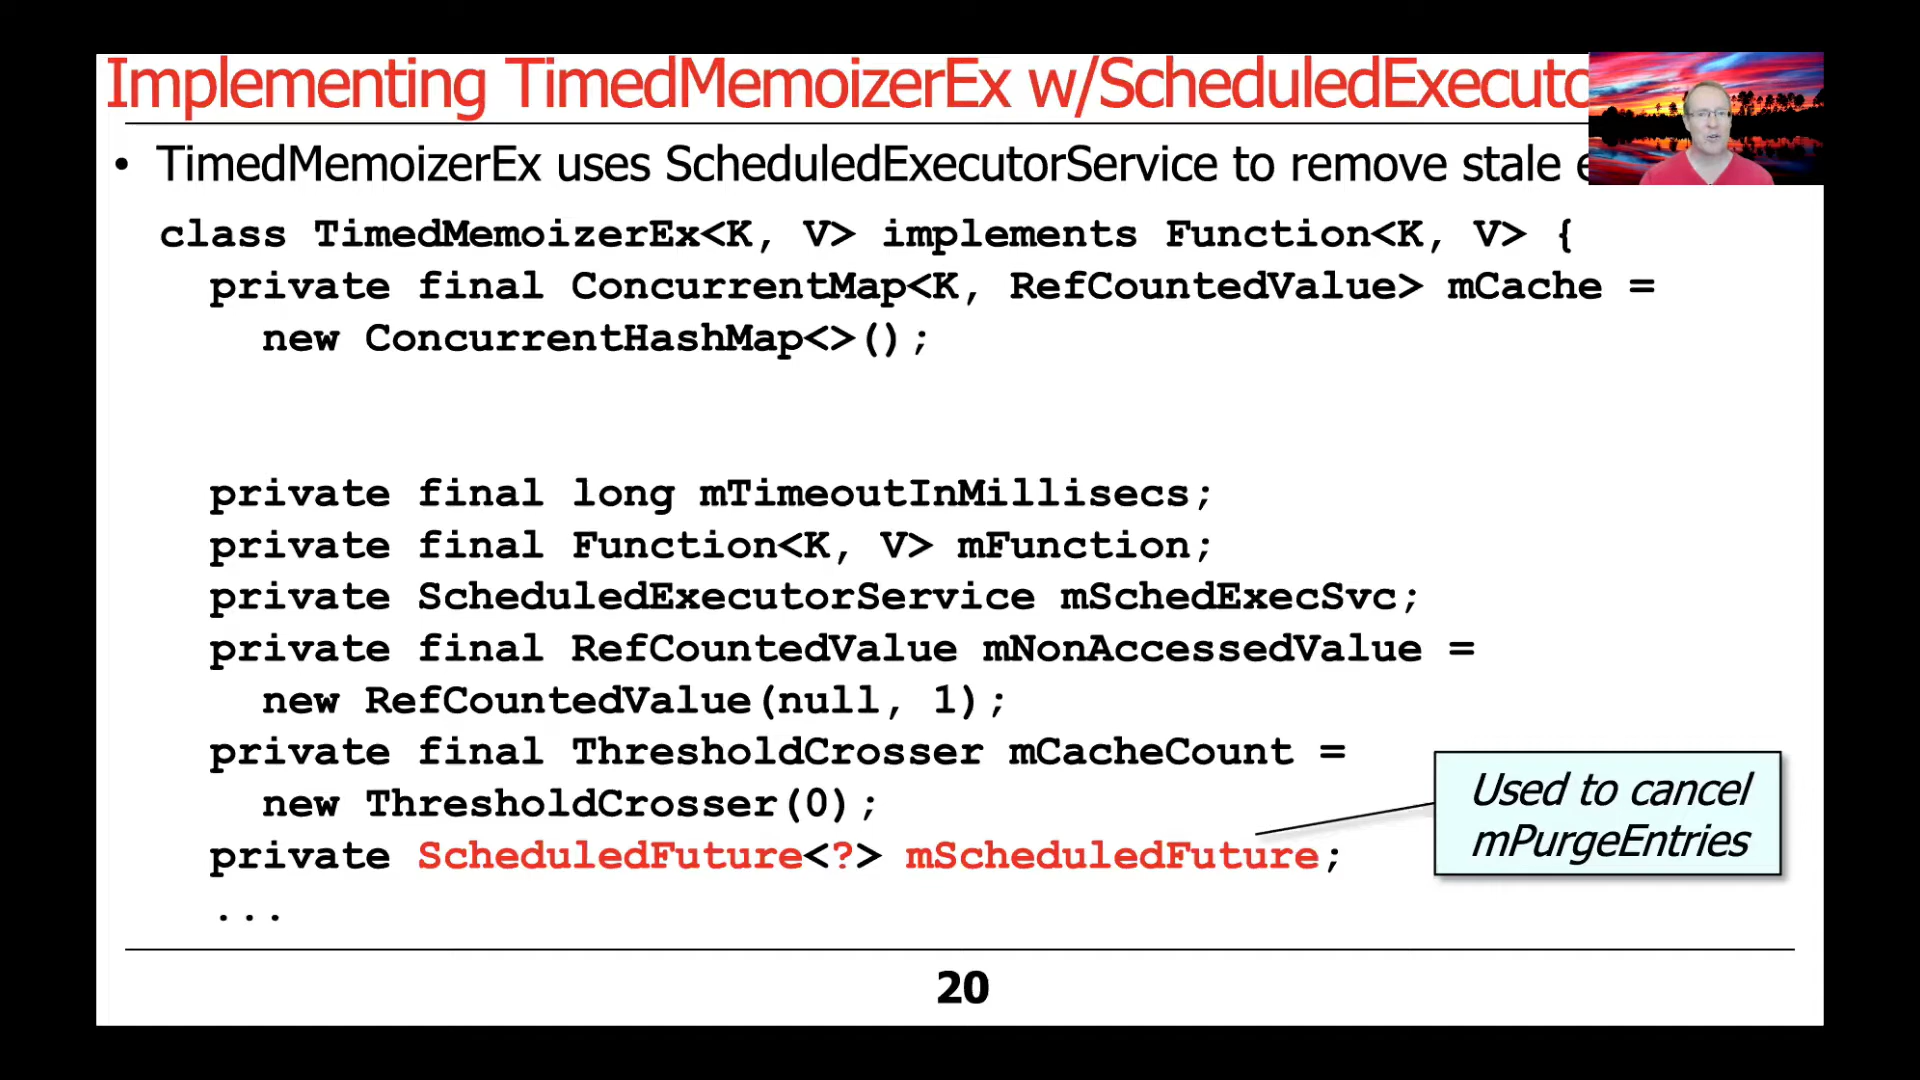 Implementing TimedMemoizerEx w/ScheduledExecuto
• TimedMemoizerEx uses ScheduledExecutorService to remove stale e
class TimedMemoizerEx<K, V> implements Function<K, V> {
private final ConcurrentMap<K, RefCountedValue> mCache =
new ConcurrentHashMap<>();
private final long mTimeoutInMillisecs;
private final Function<K, V> mFunction;
private ScheduledExecutorService mSchedExecSvc;
private final RefCountedValue mNonAccessedValue =
new RefCountedValue(null, 1);
private final ThresholdCrosser mCacheCount =
new ThresholdCrosser(0);
private ScheduledFuture<?> mScheduledFuture;
...
Used to cancel
mPurgeEntries
20